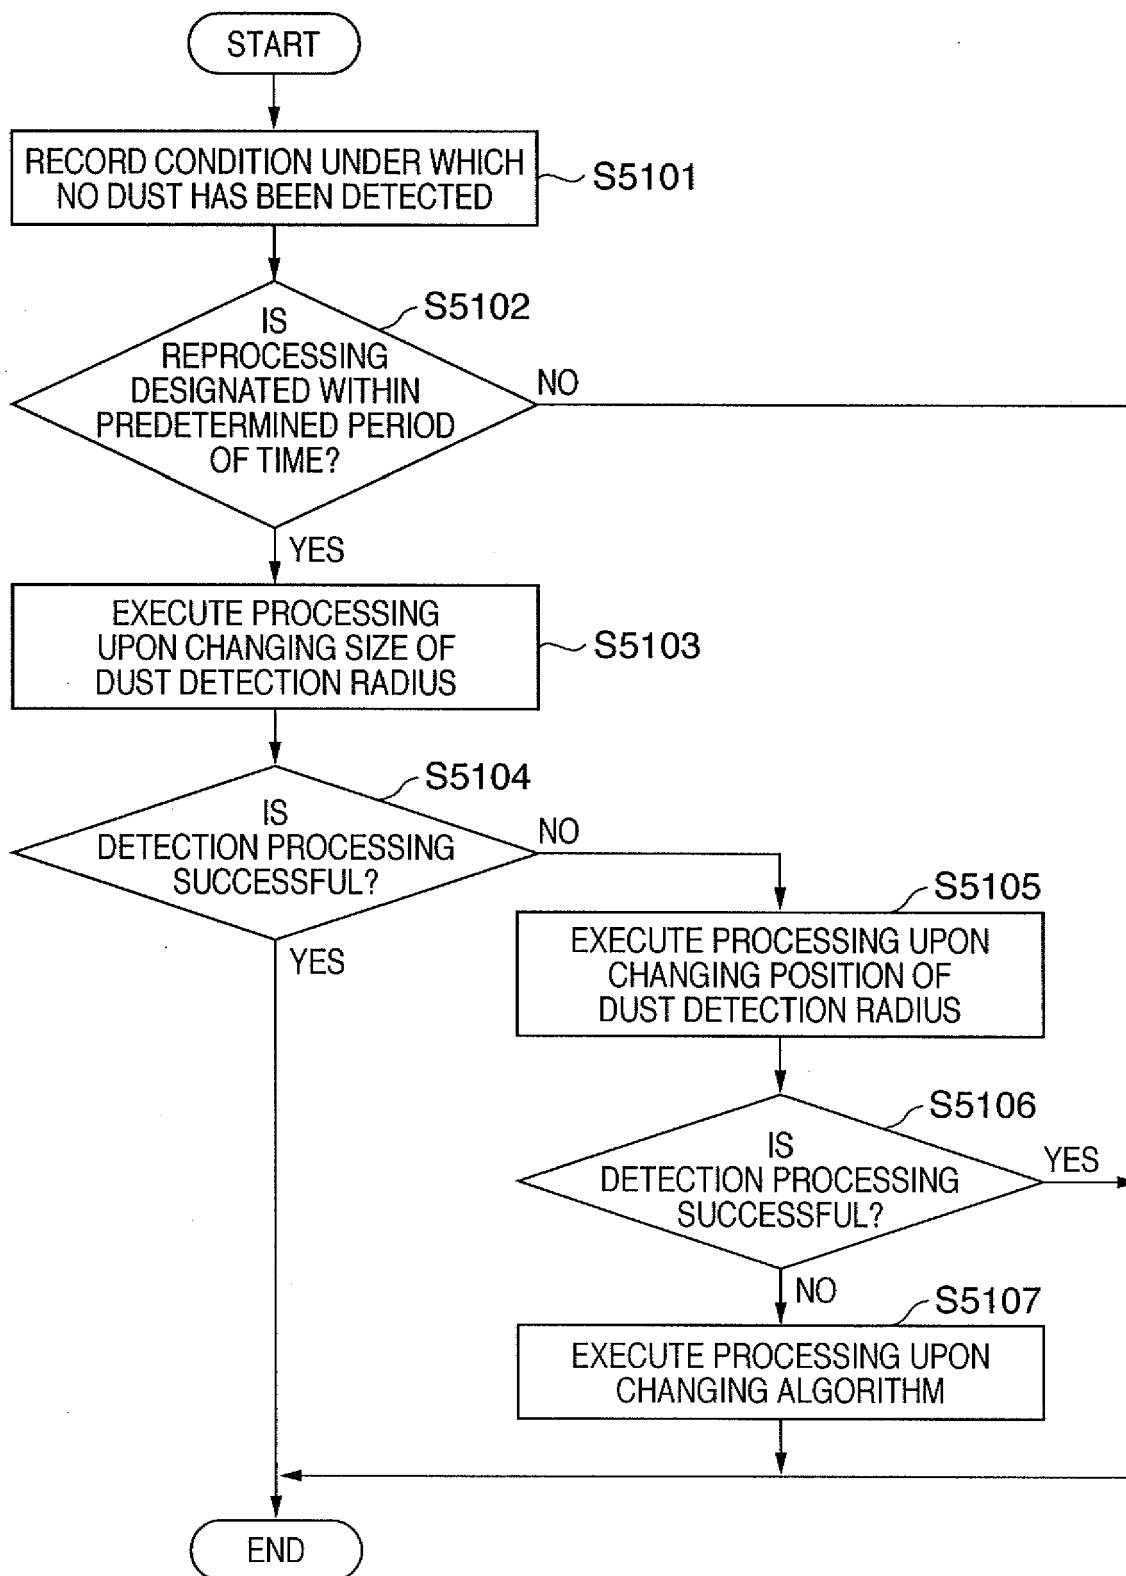 START
RECORD CONDITION UNDER WHICH
NO DUST HAS BEEN DETECTED
S5101
S5102
IS
REPROCESSING
DESIGNATED WITHIN
PREDETERMINED PERIOD
OF TIME?
NO
YES
EXECUTE PROCESSING
UPON CHANGING SIZE OF
DUST DETECTION RADIUS
S5103
S5104
IS
DETECTION PROCESSING
SUCCESSFUL?
NO
YES
S5105
EXECUTE PROCESSING UPON
CHANGING POSITION OF
DUST DETECTION RADIUS
S5106
IS
DETECTION PROCESSING
SUCCESSFUL?
YES
NO
S5107
EXECUTE PROCESSING UPON
CHANGING ALGORITHM
END